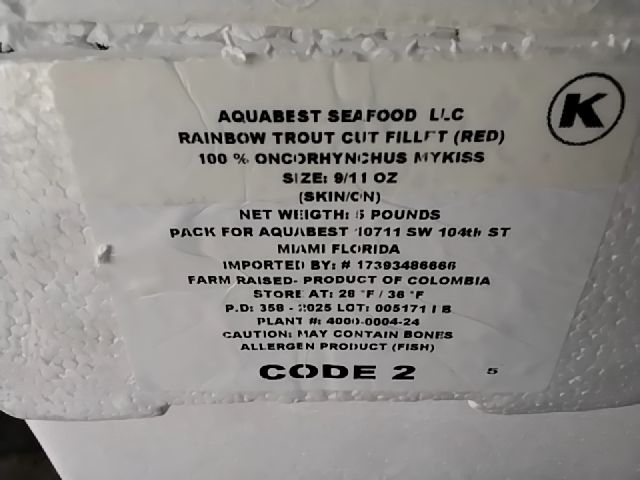 K
AQUABEST SEAFOOD LLC
RAINBOW TROUT CUT FILLET (RED)
100 % ONCORHYNCHUS MYKISS
SIZE: 9/11 OZ
(SKIN/ON)
NET WEIGTH: 5 POUNDS
PACK FOR AQUABEST 10711 SW 104th ST
MIAMI FLORIDA
IMPORTED BY: # 17393486666
FARM RAISED- PRODUCT OF COLOMBIA
STORE AT: 28 °F / 36 °F
P.D: 358 - 2025 LOT: 005171
PLANT #: 4000-0004-24
CAUTION: MAY CONTAIN BONES
ALLERGEN PRODUCT (FISH)
CODE 2 5